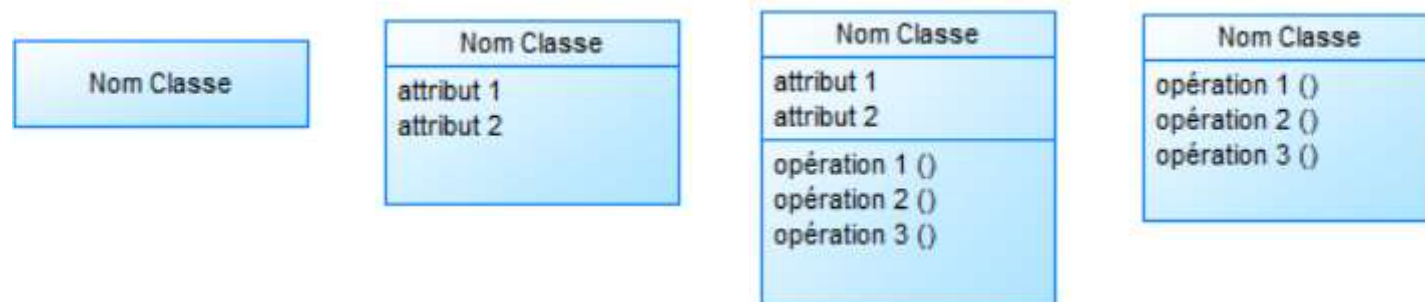 Nom Classe
Nom Classe
attribut 1
attribut 2
Nom Classe
attribut 1
attribut 2
opération 1 ()
opération 2 ()
opération 3 ()
Nom Classe
opération 1 ()
opération 2 ()
opération 3 ()